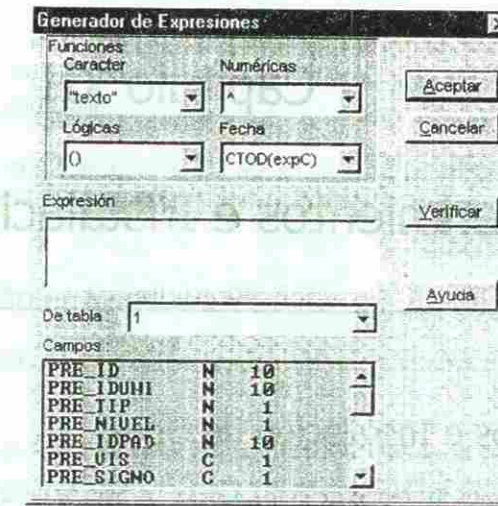 Generador de Expresiones
Funciones
Caracter
Numéricas
"texto"
^
Lógicas
Fecha
()
CTOD(expC)
Aceptar
Cancelar
Expresión
Verificar
Ayuda
De tabla
1
Campos
PRE_ID N 10
PRE_IDUNI N 10
PRE_TIP N 1
PRE_NIVEL N 1
PRE_IDPAD N 10
PRE_VIS C 1
PRE_SIGNO C 1